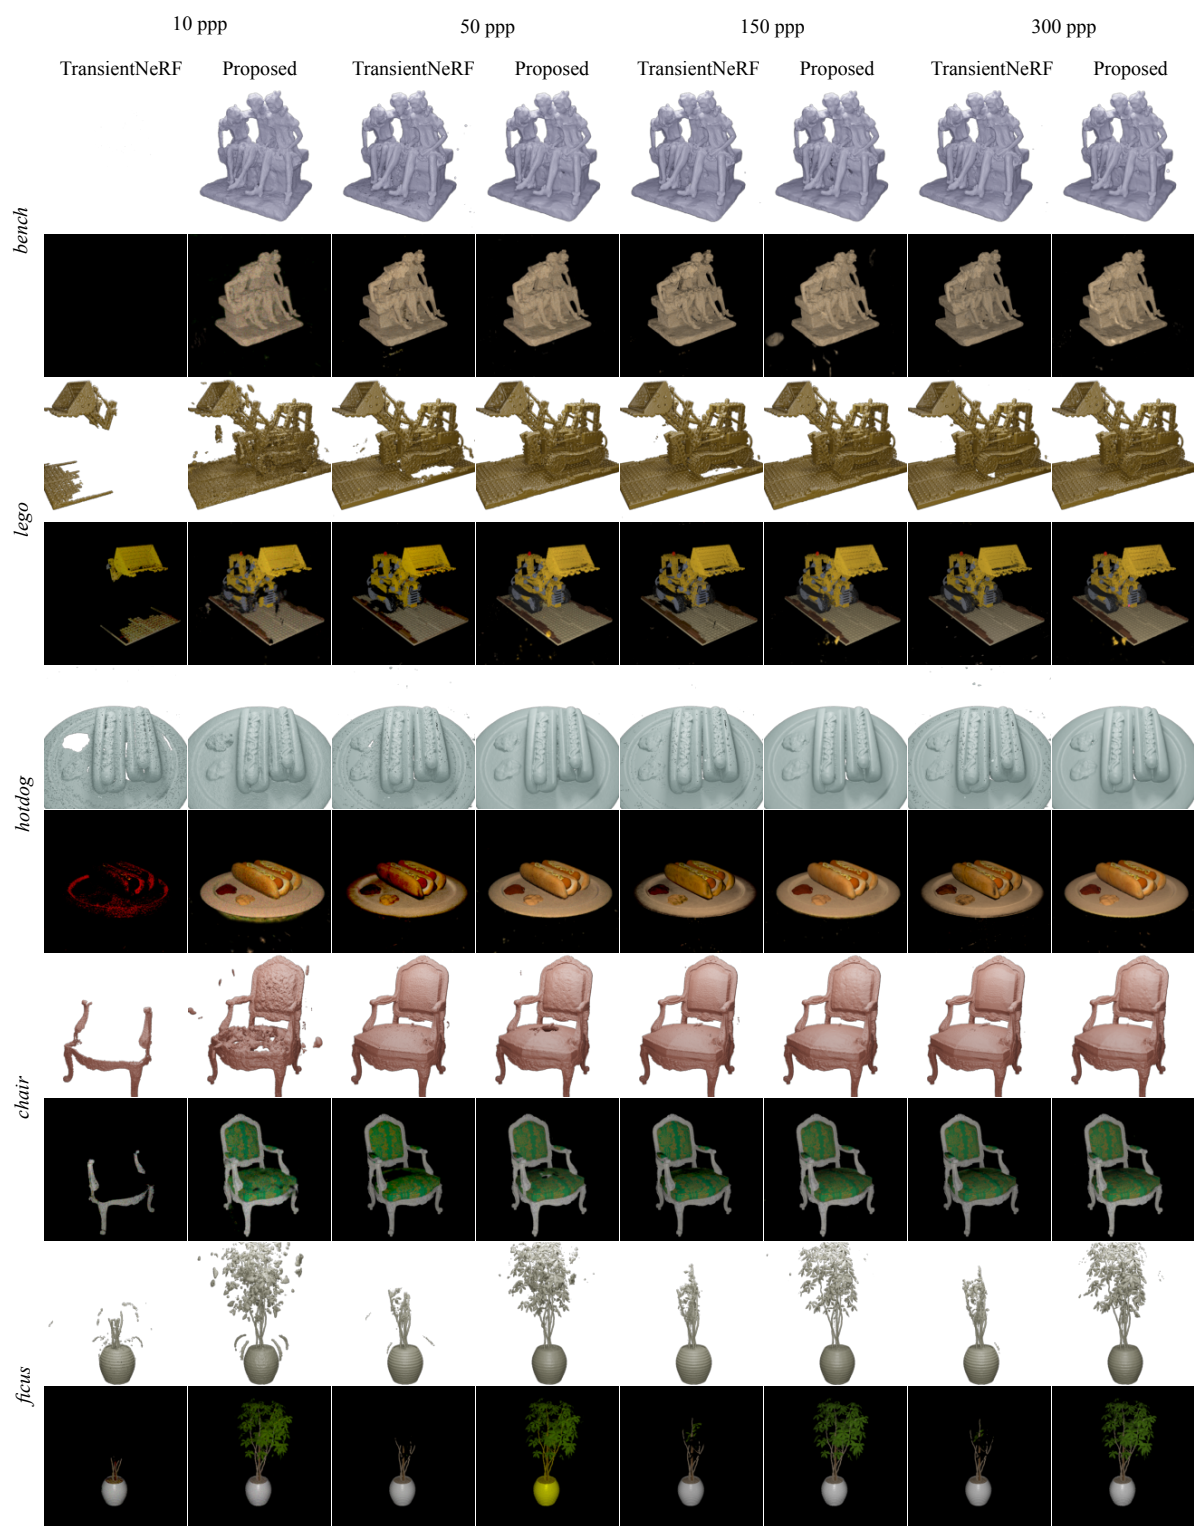 10 ppp 50 ppp 150 ppp 300 ppp
TransientNeRF Proposed TransientNeRF Proposed TransientNeRF Proposed TransientNeRF Proposed
bench
lego
hotdog
chair
ficus